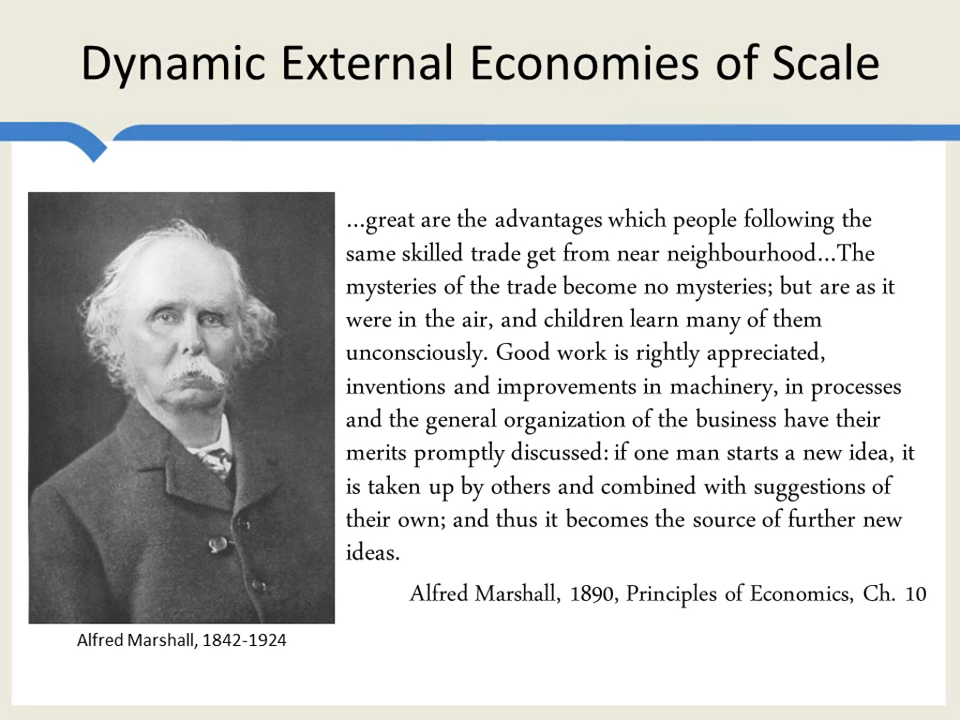 Dynamic External Economies of Scale
...great are the advantages which people following the
same skilled trade get from near neighbourhood...The
mysteries of the trade become no mysteries; but are as it
were in the air, and children learn many of them
unconsciously. Good work is rightly appreciated,
inventions and improvements in machinery, in processes
and the general organization of the business have their
merits promptly discussed: if one man starts a new idea, it
is taken up by others and combined with suggestions of
their own; and thus it becomes the source of further new
ideas.
Alfred Marshall, 1890, Principles of Economics, Ch. 10
Alfred Marshall, 1842-1924